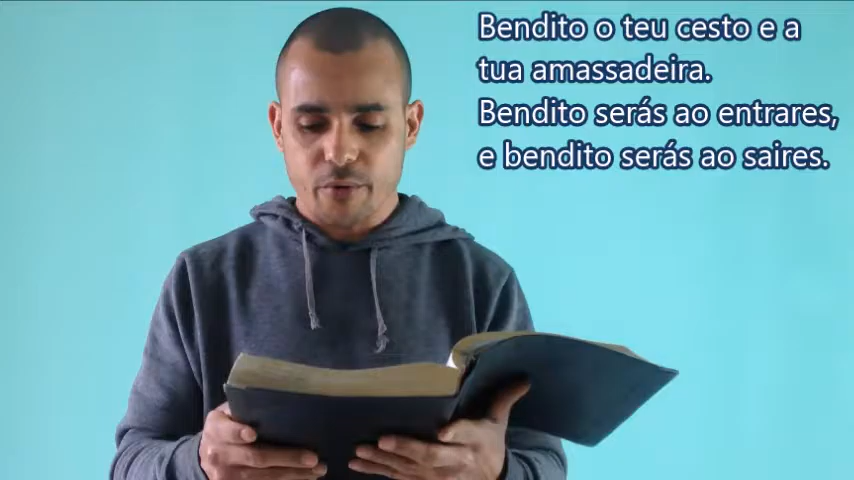 Bendito o teu cesto e a
tua amassadeira.
Bendito serás ao entrares,
e bendito serás ao saires.